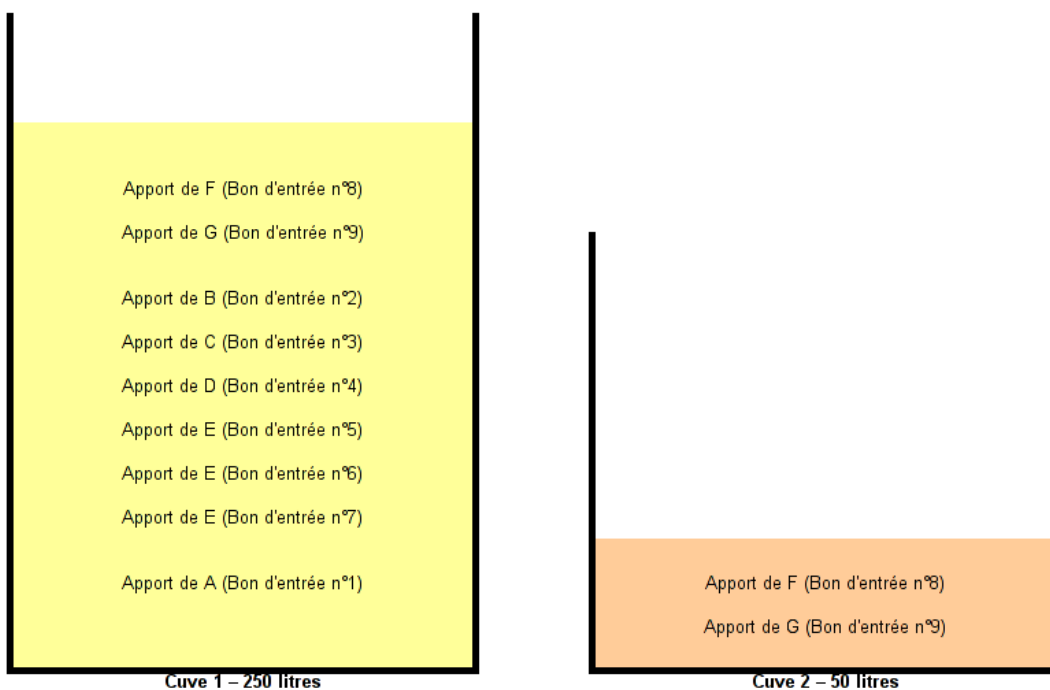 Apport de F (Bon d'entrée n°8)
Apport de G (Bon d'entrée n°9)
Apport de B (Bon d'entrée n°2)
Apport de C (Bon d'entrée n°3)
Apport de D (Bon d'entrée n°4)
Apport de E (Bon d'entrée n°5)
Apport de E (Bon d'entrée n°6)
Apport de E (Bon d'entrée n°7)
Apport de A (Bon d'entrée n°1)
Cuve 1 – 250 litres
Apport de F (Bon d'entrée n°8)
Apport de G (Bon d'entrée n°9)
Cuve 2 – 50 litres